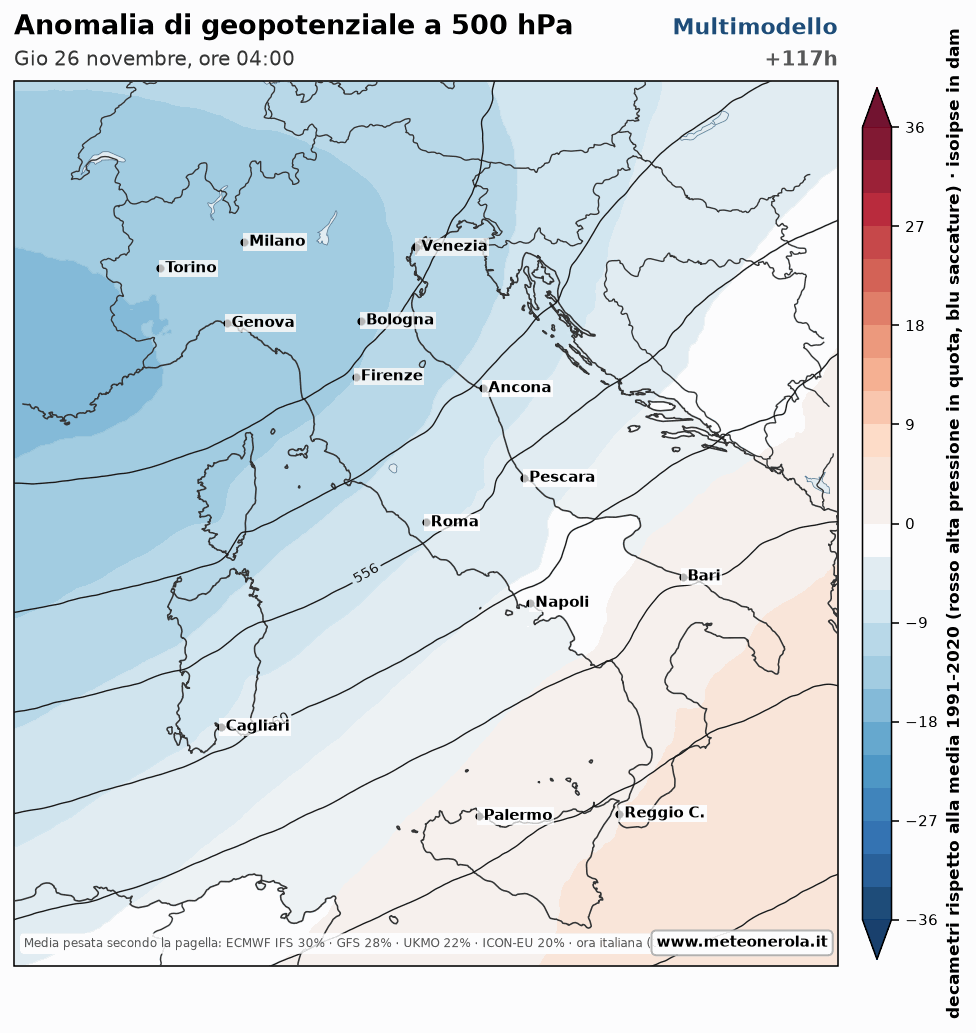 Anomalia di geopotenziale a 500 hPa
Multimodello
Gio 26 novembre, ore 04:00
+117h
Milano
Venezia
Torino
Genova
Bologna
Firenze
Ancona
Pescara
Roma
556
Bari
Napoli
Cagliari
Palermo
Reggio C.
Media pesata secondo la pagella: ECMWF IFS 30% · GFS 28% · UKMO 22% · ICON-EU 20% · ora italiana (
www.meteonerola.it
36
27
18
9
0
−9
−18
−27
−36
decametri rispetto alla media 1991-2020 (rosso alta pressione in quota, blu saccature) · isoipse in dam